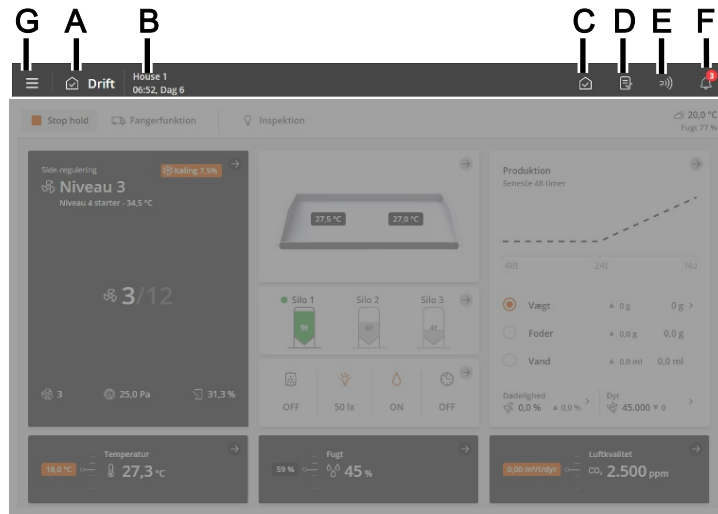 G A B C D E F
Drift
House 1
06:52, Dag 6
3
Stop hold Fangerfunktion Inspektion
20,0 °C
Fugt 77 %
Side.regulering
Køling 7,5%
Niveau 3
Niveau 4 starter - 34,5 °C
3/12
3 25,0 Pa 31,3 %
27,5 °C 27,0 °C
Silo 1 Silo 2 Silo 3
6t 4t
OFF 50 lx ON OFF
Produktion
Seneste 48 timer
-48t -24t Nu
Vægt 0 g 0 g
Foder 0,0 g 0,0 g
Vand 0,0 ml 0,0 ml
Dødelighed
0,0 % 0,0 %
Dyr
45.000 0
Temperatur
18,0 °C 27,3 °C
Fugt
59 % 45 %
Luftkvalitet
0,00 m³/t/dyr CO₂ 2.500 ppm